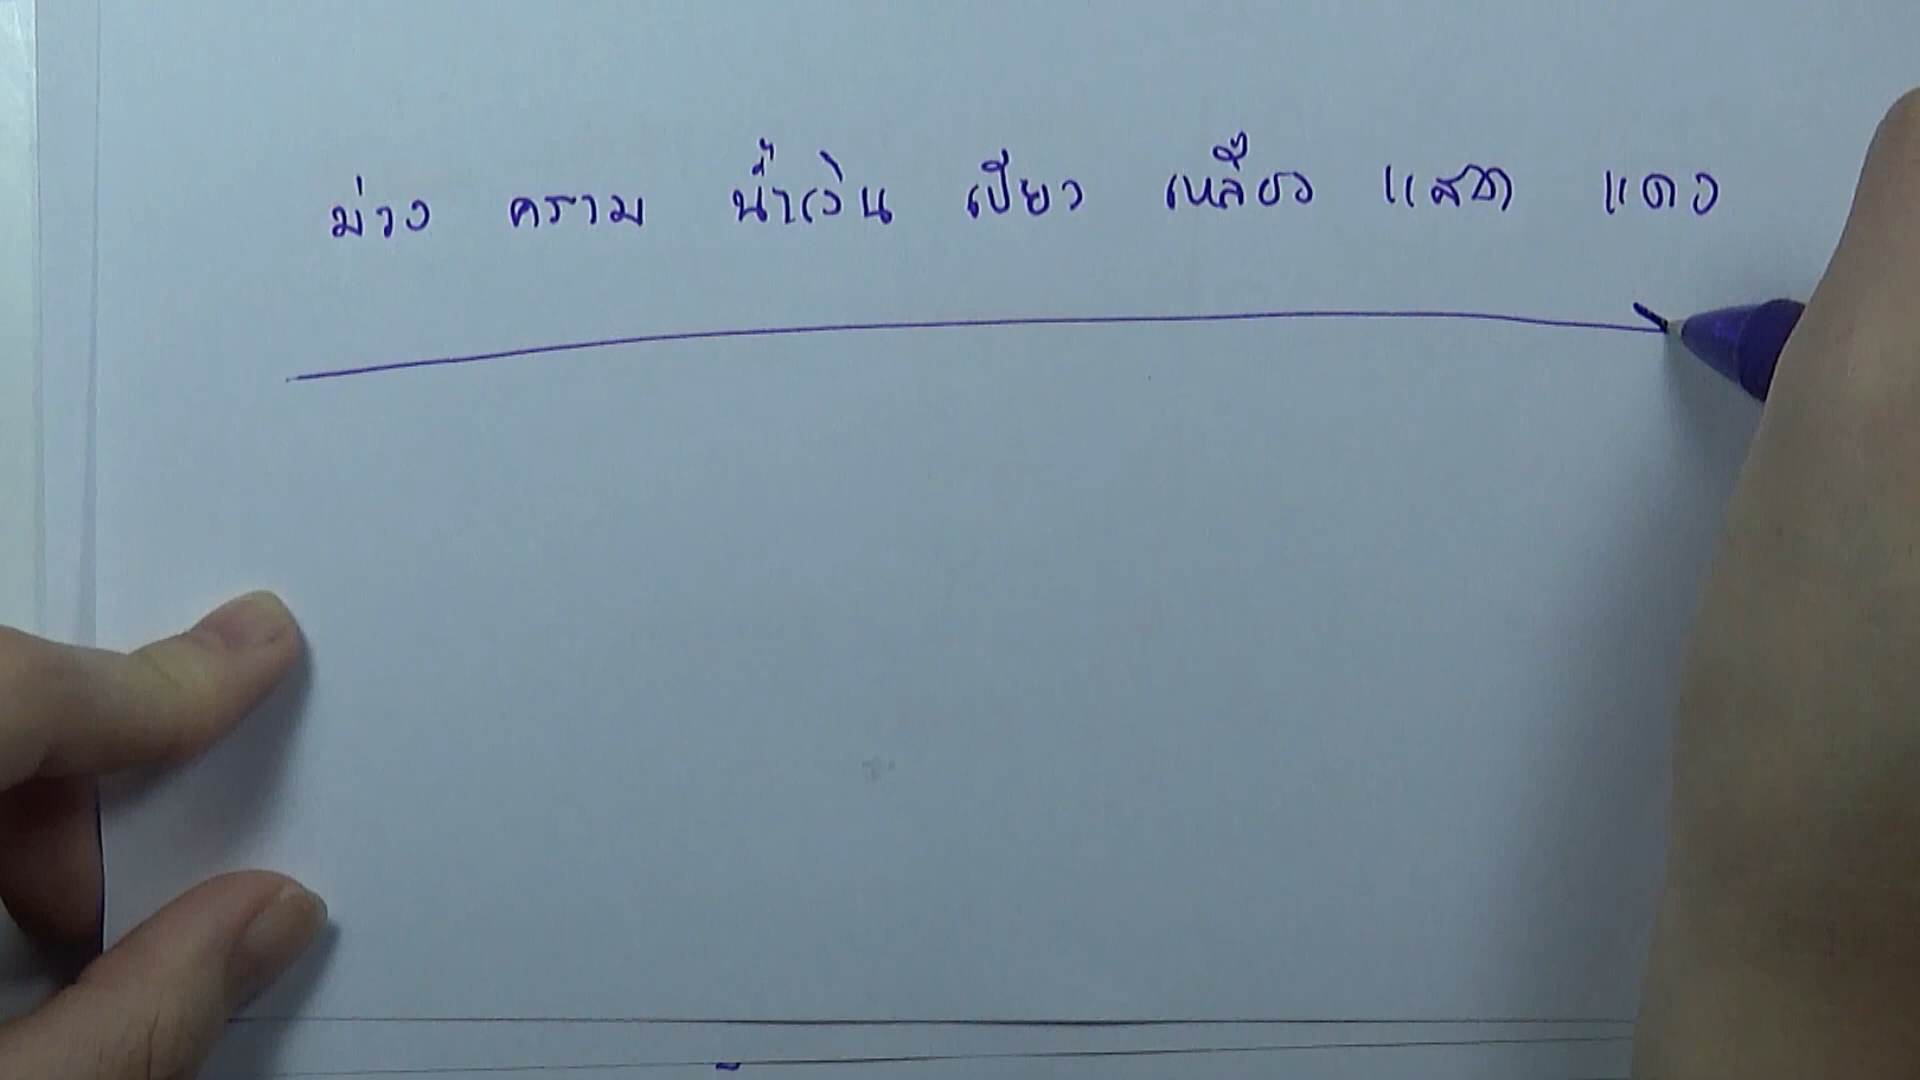 ม่วง คราม น้ำเงิน เขียว เหลือง แสด แดง